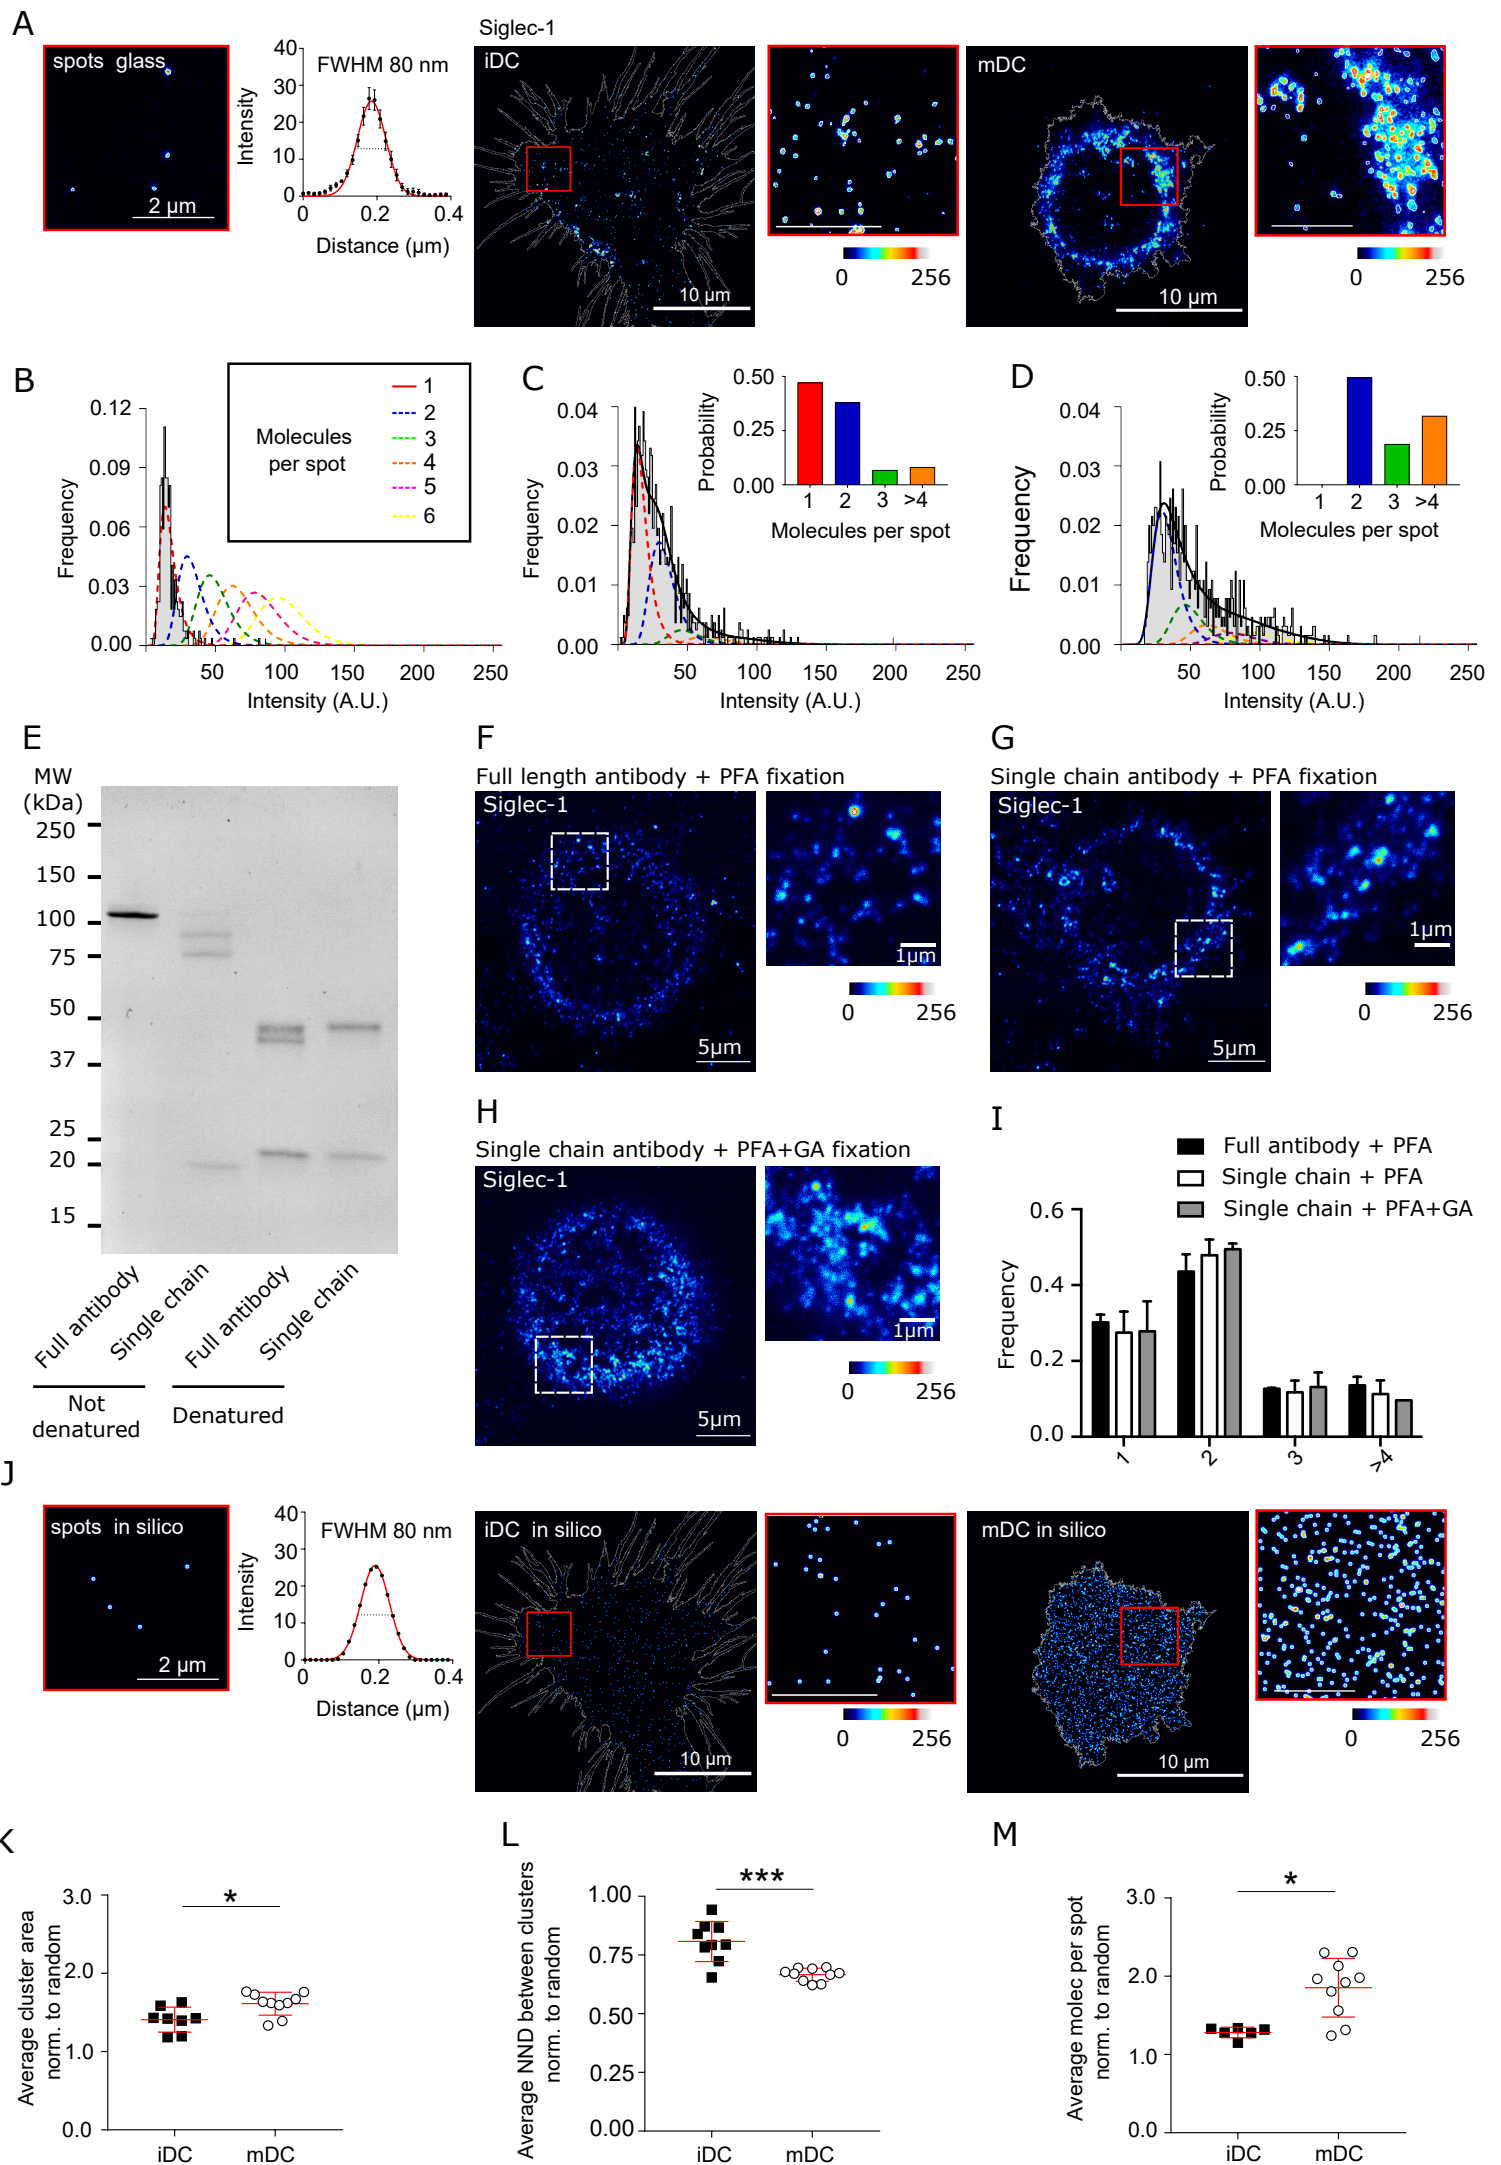 A
Siglec-1
spots glass
2 µm
Intensity
40
30
20
10
0
FWHM 80 nm
0
0.2
0.4
Distance (µm)
iDC
10 µm
0
256
mDC
10 µm
0
256
B
Frequency
0.12
0.09
0.06
0.03
0.00
Molecules
per spot
1
2
3
4
5
6
50
100
150
200
250
Intensity (A.U.)
C
Frequency
0.04
0.03
0.02
0.01
0.00
Probability
0.50
0.25
0.00
1
2
3
>4
Molecules per spot
50
100
150
200
250
Intensity (A.U.)
D
Frequency
0.04
0.03
0.02
0.01
0.00
Probability
0.50
0.25
0.00
1
2
3
>4
Molecules per spot
50
100
150
200
250
Intensity (A.U.)
E
MW
(kDa)
250
150
100
75
50
37
25
20
15
Full antibody
Single chain
Full antibody
Single chain
Not
denatured
Denatured
F
Full length antibody + PFA fixation
Siglec-1
5µm
1µm
0
256
G
Single chain antibody + PFA fixation
Siglec-1
5µm
1µm
0
256
H
Single chain antibody + PFA+GA fixation
Siglec-1
5µm
1µm
0
256
I
Full antibody + PFA
Single chain + PFA
Single chain + PFA+GA
Frequency
0.6
0.4
0.2
0.0
1
2
3
>4
J
spots in silico
2 µm
Intensity
40
30
20
10
0
FWHM 80 nm
0
0.2
0.4
Distance (µm)
iDC in silico
10 µm
0
256
mDC in silico
10 µm
0
256
K
Average cluster area
norm. to random
3.0
2.0
1.0
0.0
*
iDC
mDC
L
Average NND between clusters
norm. to random
1.00
0.75
0.50
0.25
0.00
***
iDC
mDC
M
Average molec per spot
norm. to random
3.0
2.0
1.0
0.0
*
iDC
mDC